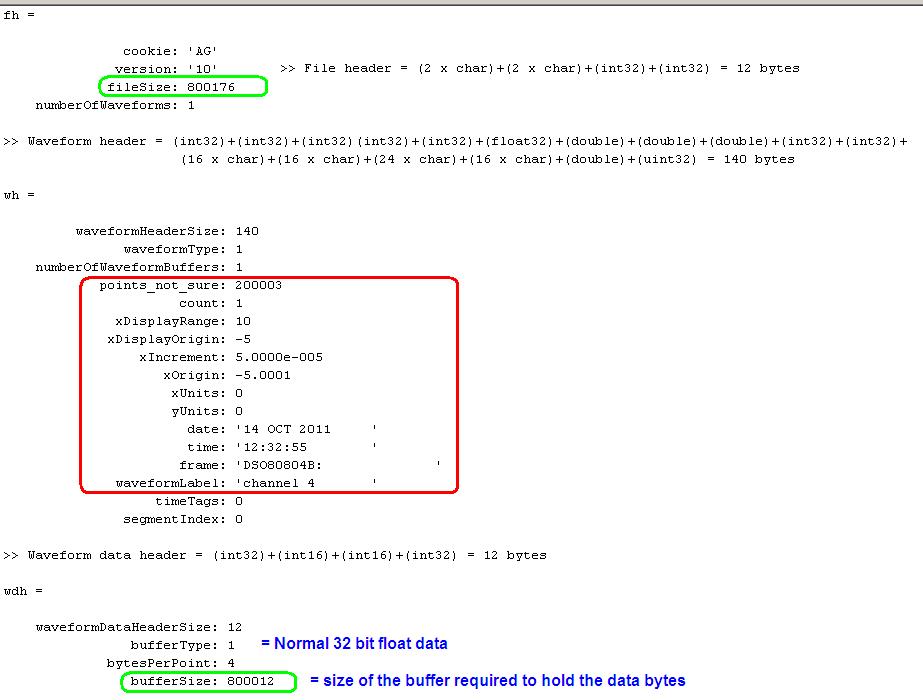 fh =
cookie: 'AG'
version: '10' >> File header = (2 x char)+(2 x char)+(int32)+(int32) = 12 bytes
fileSize: 800176
numberOfWaveforms: 1
>> Waveform header = (int32)+(int32)+(int32)(int32)+(int32)+(float32)+(double)+(double)+(double)+(int32)+(int32)+
(16 x char)+(16 x char)+(24 x char)+(16 x char)+(double)+(uint32) = 140 bytes
wh =
waveformHeaderSize: 140
waveformType: 1
numberOfWaveformBuffers: 1
points_not_sure: 200003
count: 1
xDisplayRange: 10
xDisplayOrigin: -5
xIncrement: 5.0000e-005
xOrigin: -5.0001
xUnits: 0
yUnits: 0
date: '14 OCT 2011     '
time: '12:32:55        '
frame: 'DSO80804B:              '
waveformLabel: 'channel 4       '
timeTags: 0
segmentIndex: 0
>> Waveform data header = (int32)+(int16)+(int16)+(int32) = 12 bytes
wdh =
waveformDataHeaderSize: 12
bufferType: 1 = Normal 32 bit float data
bytesPerPoint: 4
bufferSize: 800012 = size of the buffer required to hold the data bytes